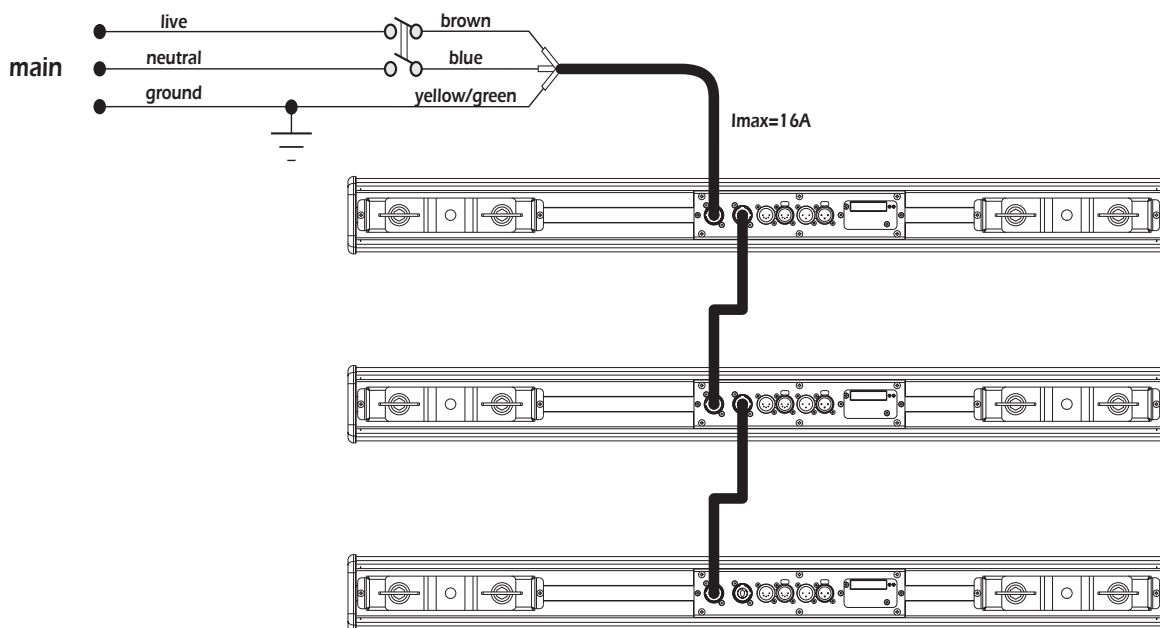 live
brown
main
neutral
blue
ground
yellow/green
Imax=16A